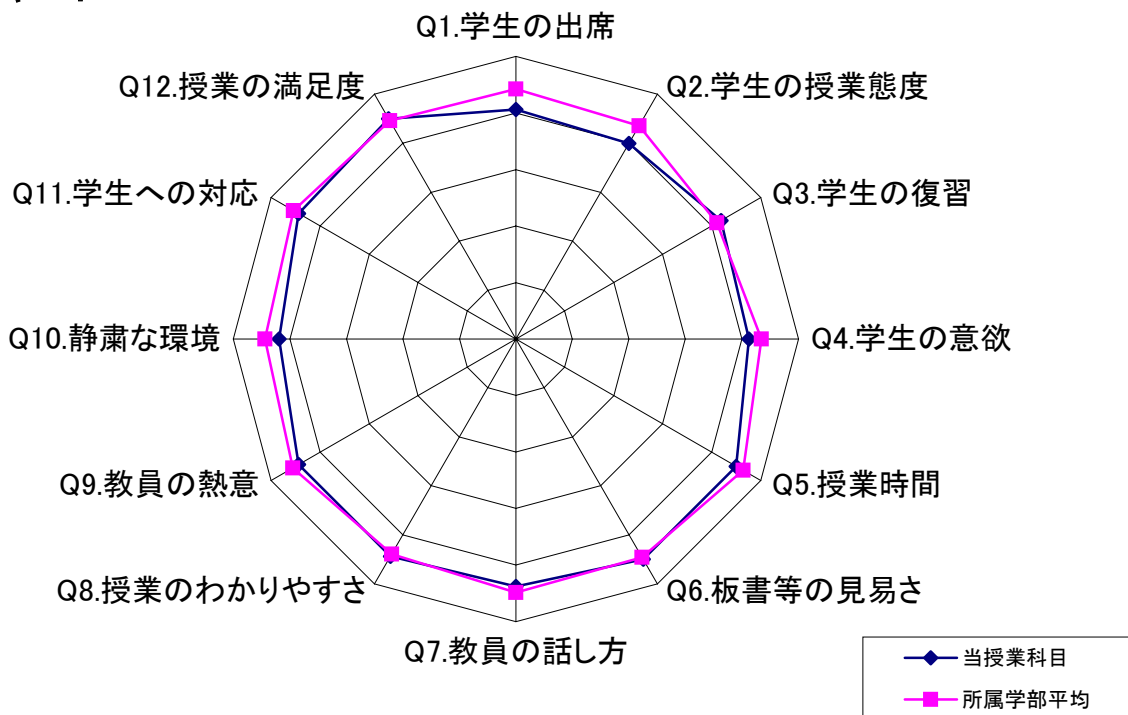 Q1.学生の出席
Q2.学生の授業態度
Q3.学生の復習
Q4.学生の意欲
Q5.授業時間
Q6.板書等の見易さ
Q7.教員の話し方
Q8.授業のわかりやすさ
Q9.教員の熱意
Q10.静粛な環境
Q11.学生への対応
Q12.授業の満足度
当授業科目
所属学部平均